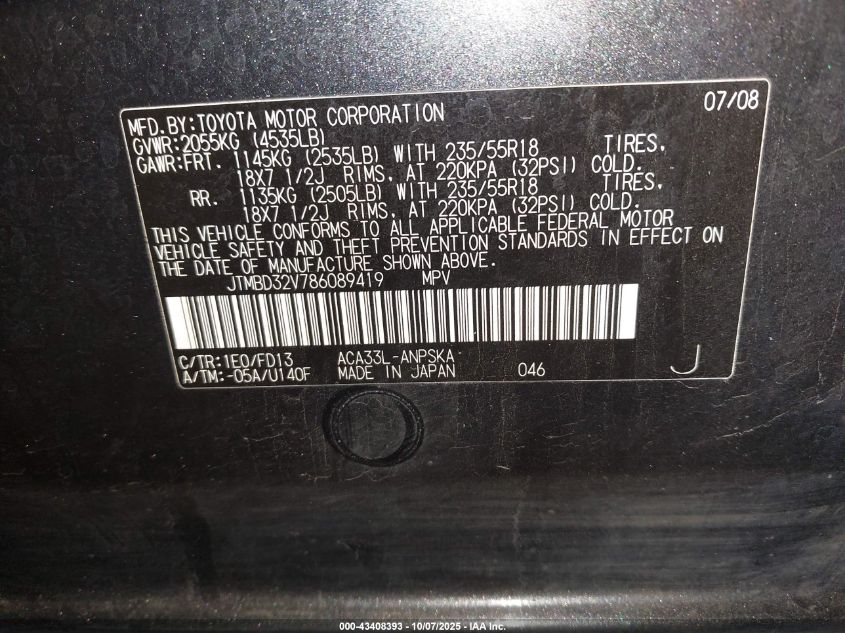 07/08
MFD.BY:TOYOTA MOTOR CORPORATION
GVWR:2055KG (4535LB)
GAWR:FRT. 1145KG (2535LB) WITH 235/55R18 TIRES,
18X7 1/2J RIMS, AT 220KPA (32PSI) COLD.
RR. 1135KG (2505LB) WITH 235/55R18 TIRES,
18X7 1/2J RIMS, AT 220KPA (32PSI) COLD.
THIS VEHICLE CONFORMS TO ALL APPLICABLE FEDERAL MOTOR
VEHICLE SAFETY AND THEFT PREVENTION STANDARDS IN EFFECT ON
THE DATE OF MANUFACTURE SHOWN ABOVE.
JTMBD32V786089419 MPV
C/TR:1E0/FD13 ACA33L-ANPSKA
A/TM:-05A/U140F MADE IN JAPAN 046 J
000-43408393 - 10/07/2025 - IAA Inc.